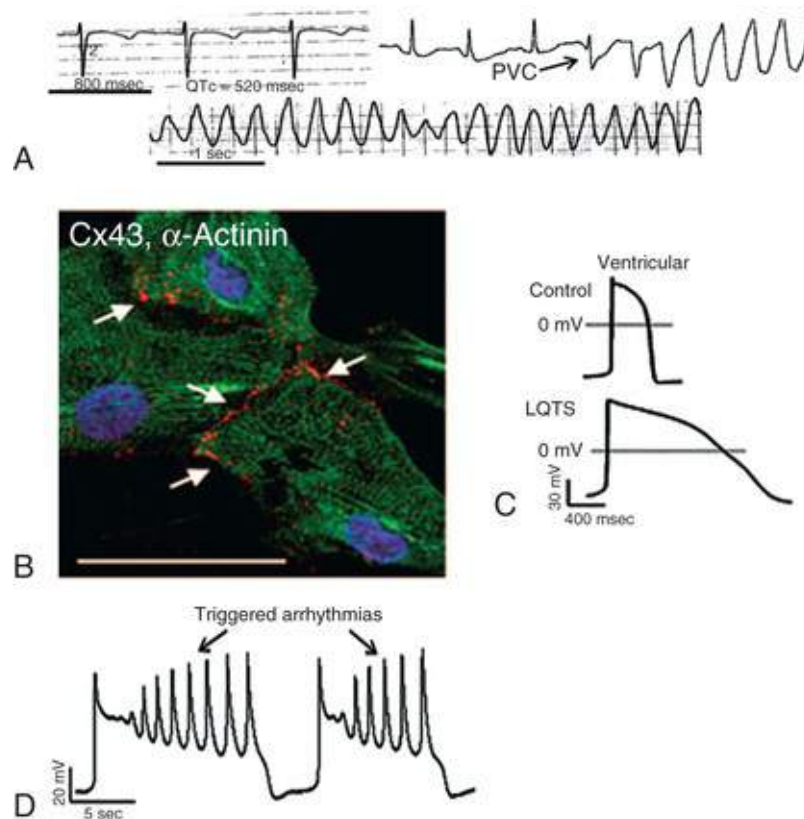 2
800 msec
QTc = 520 msec
PVC
1 sec
A
Cx43, α-Actinin
B
Ventricular
Control
0 mV
LQTS
0 mV
30 mV
400 msec
C
Triggered arrhythmias
20 mV
5 sec
D